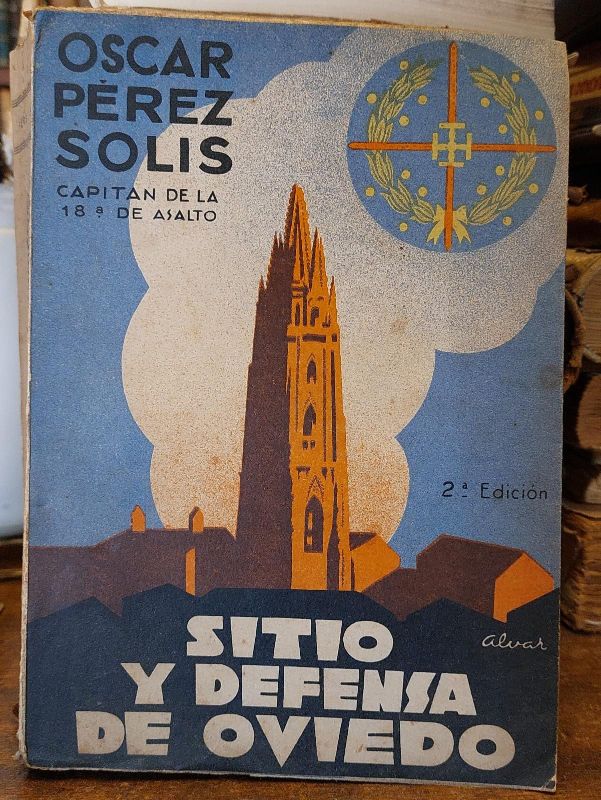 OSCAR
PÉREZ
SOLIS
CAPITAN DE LA
18ª DE ASALTO
2ª Edición
alvar
SITIO
Y DEFENSA
DE OVIEDO